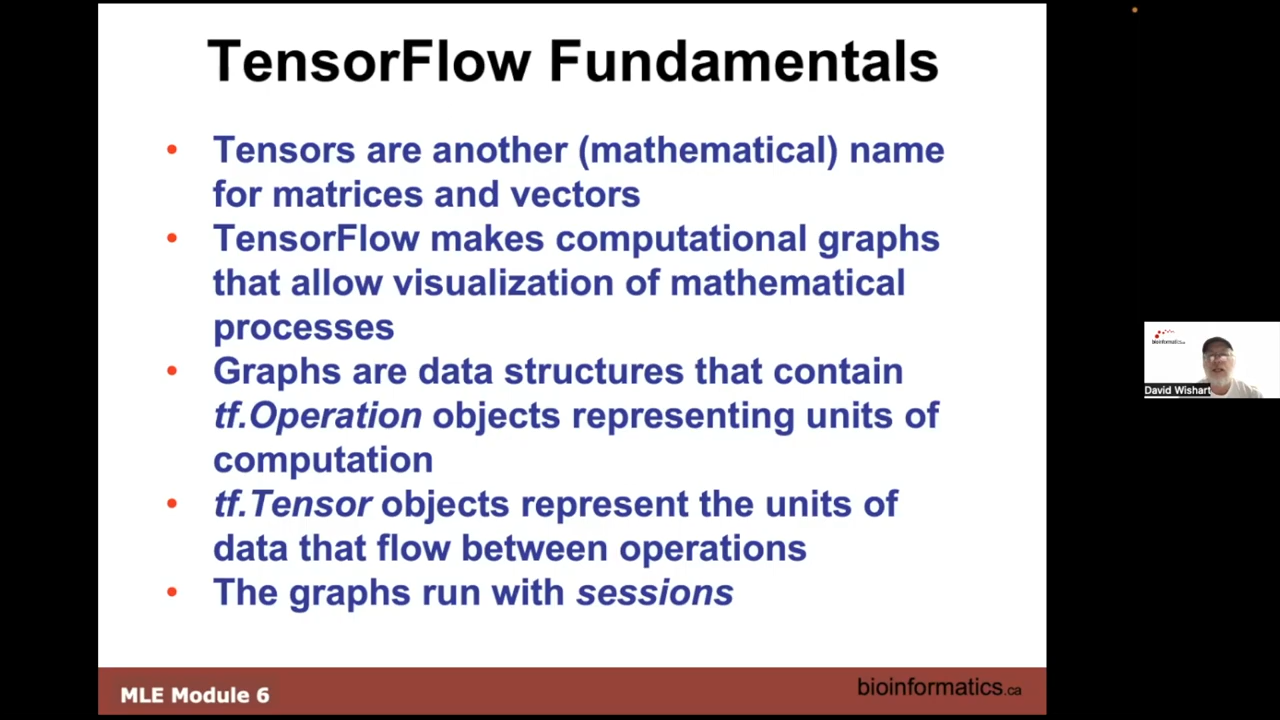 TensorFlow Fundamentals
• Tensors are another (mathematical) name
for matrices and vectors
• TensorFlow makes computational graphs
that allow visualization of mathematical
processes
• Graphs are data structures that contain
tf.Operation objects representing units of
computation
• tf.Tensor objects represent the units of
data that flow between operations
• The graphs run with sessions
MLE Module 6
bioinformatics.ca
bioinformatics.ca
David Wishart